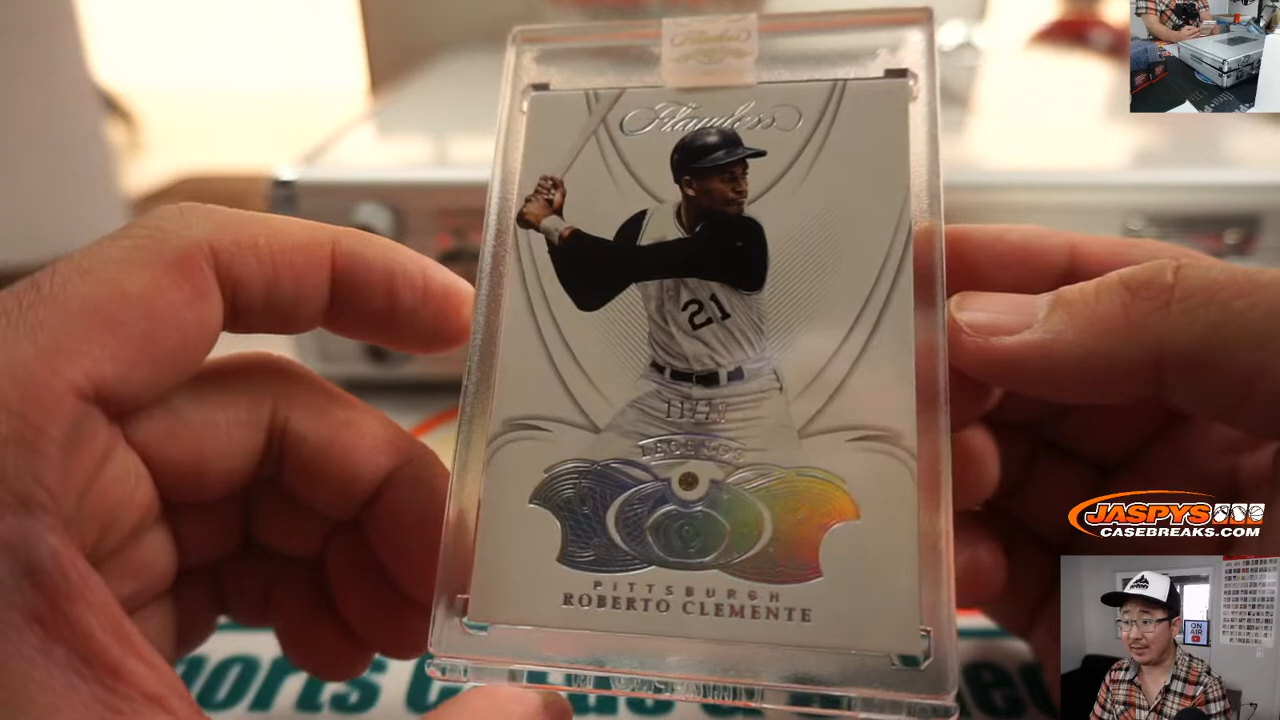 Flawless
21
LEGENDS
PITTSBURGH
ROBERTO CLEMENTE
JASPYS
CASEBREAKS.COM
ON
AIR